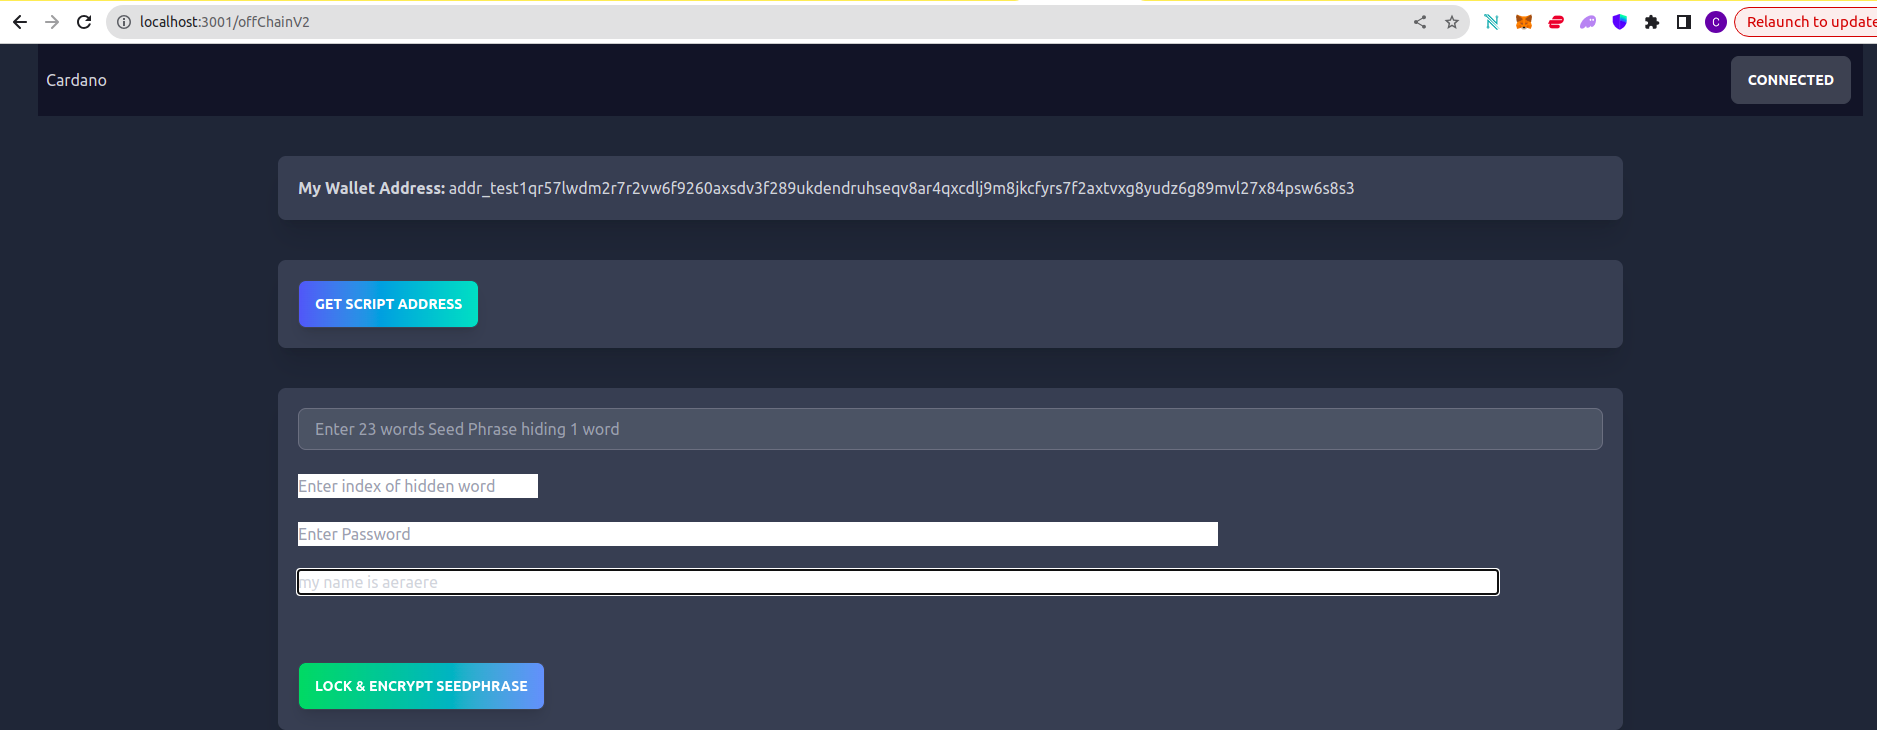 localhost:3001/offChainV2
C
Relaunch to update
Cardano
CONNECTED
My Wallet Address: addr_test1qr57lwdm2r7r2vw6f9260axsdv3f289ukdendruhseqv8ar4qxcdlj9m8jkcfyrs7f2axtvxg8yudz6g89mvl27x84psw6s8s3
GET SCRIPT ADDRESS
Enter 23 words Seed Phrase hiding 1 word
Enter index of hidden word
Enter Password
my name is aeraere
LOCK & ENCRYPT SEEDPHRASE